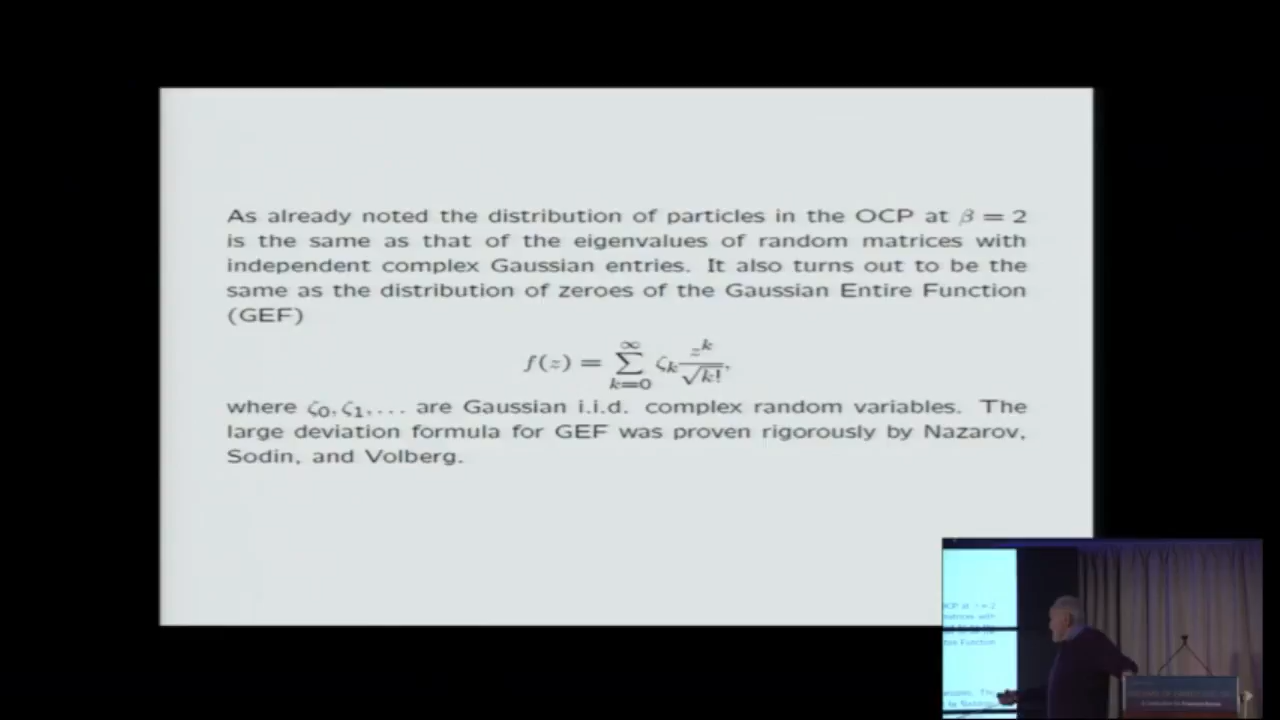 As already noted the distribution of particles in the OCP at β = 2
is the same as that of the eigenvalues of random matrices with
independent complex Gaussian entries. It also turns out to be the
same as the distribution of zeroes of the Gaussian Entire Function
(GEF)
f(z) = ∑_{k=0}^{∞} ζ_k z^k/√k!,
where ζ₀, ζ₁, ... are Gaussian i.i.d. complex random variables. The
large deviation formula for GEF was proven rigorously by Nazarov,
Sodin, and Volberg.